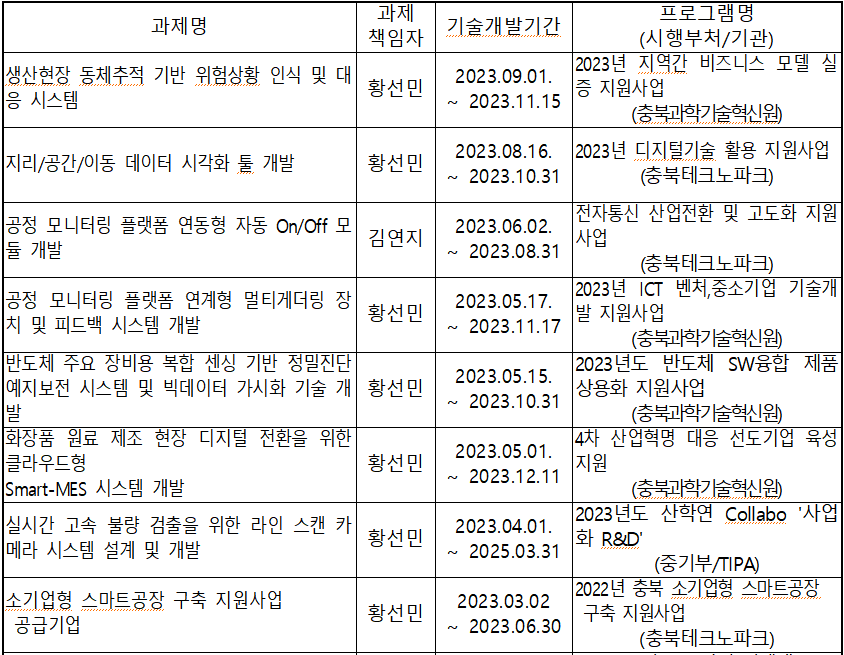 과제명
과제
책임자
기술개발기간
프로그램명
(시행부처/기관)
생산현장 동체추적 기반 위험상황 인식 및 대
응 시스템
황선민
2023.09.01.
~ 2023.11.15
2023년 지역간 비즈니스 모델 실
증 지원사업
(충북과학기술혁신원)
지리/공간/이동 데이터 시각화 툴 개발
황선민
2023.08.16.
~ 2023.10.31
2023년 디지털기술 활용 지원사업
(충북테크노파크)
공정 모니터링 플랫폼 연동형 자동 On/Off 모
듈 개발
김연지
2023.06.02.
~ 2023.08.31
전자통신 산업전환 및 고도화 지원
사업
(충북테크노파크)
공정 모니터링 플랫폼 연계형 멀티게더링 장
치 및 피드백 시스템 개발
황선민
2023.05.17.
~ 2023.11.17
2023년 ICT 벤처,중소기업 기술개
발 지원사업
(충북과학기술혁신원)
반도체 주요 장비용 복합 센싱 기반 정밀진단
예지보전 시스템 및 빅데이터 가시화 기술 개
발
황선민
2023.05.15.
~ 2023.10.31
2023년도 반도체 SW융합 제품
상용화 지원사업
(충북과학기술혁신원)
화장품 원료 제조 현장 디지털 전환을 위한
클라우드형
Smart-MES 시스템 개발
황선민
2023.05.01.
~ 2023.12.11
4차 산업혁명 대응 선도기업 육성
지원
(충북과학기술혁신원)
실시간 고속 불량 검출을 위한 라인 스캔 카
메라 시스템 설계 및 개발
황선민
2023.04.01.
~ 2025.03.31
2023년도 산학연 Collabo '사업
화 R&D'
(중기부/TIPA)
소기업형 스마트공장 구축 지원사업
공급기업
황선민
2023.03.02
~ 2023.06.30
2022년 충북 소기업형 스마트공장
구축 지원사업
(충북테크노파크)